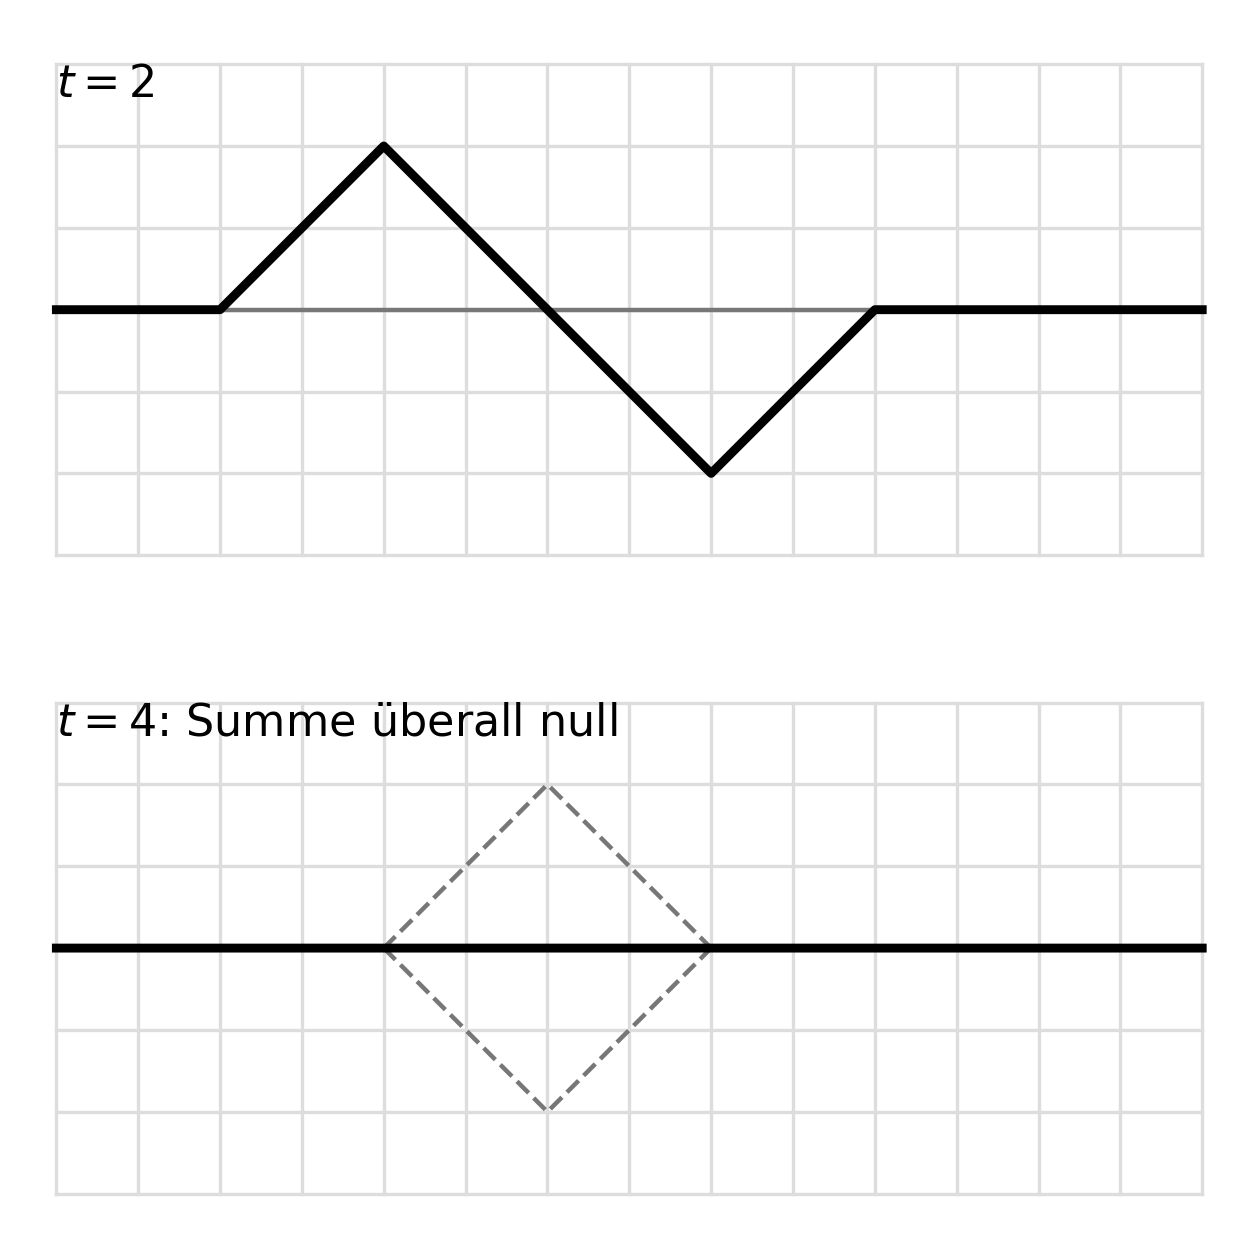 t = 2
t = 4: Summe überall null